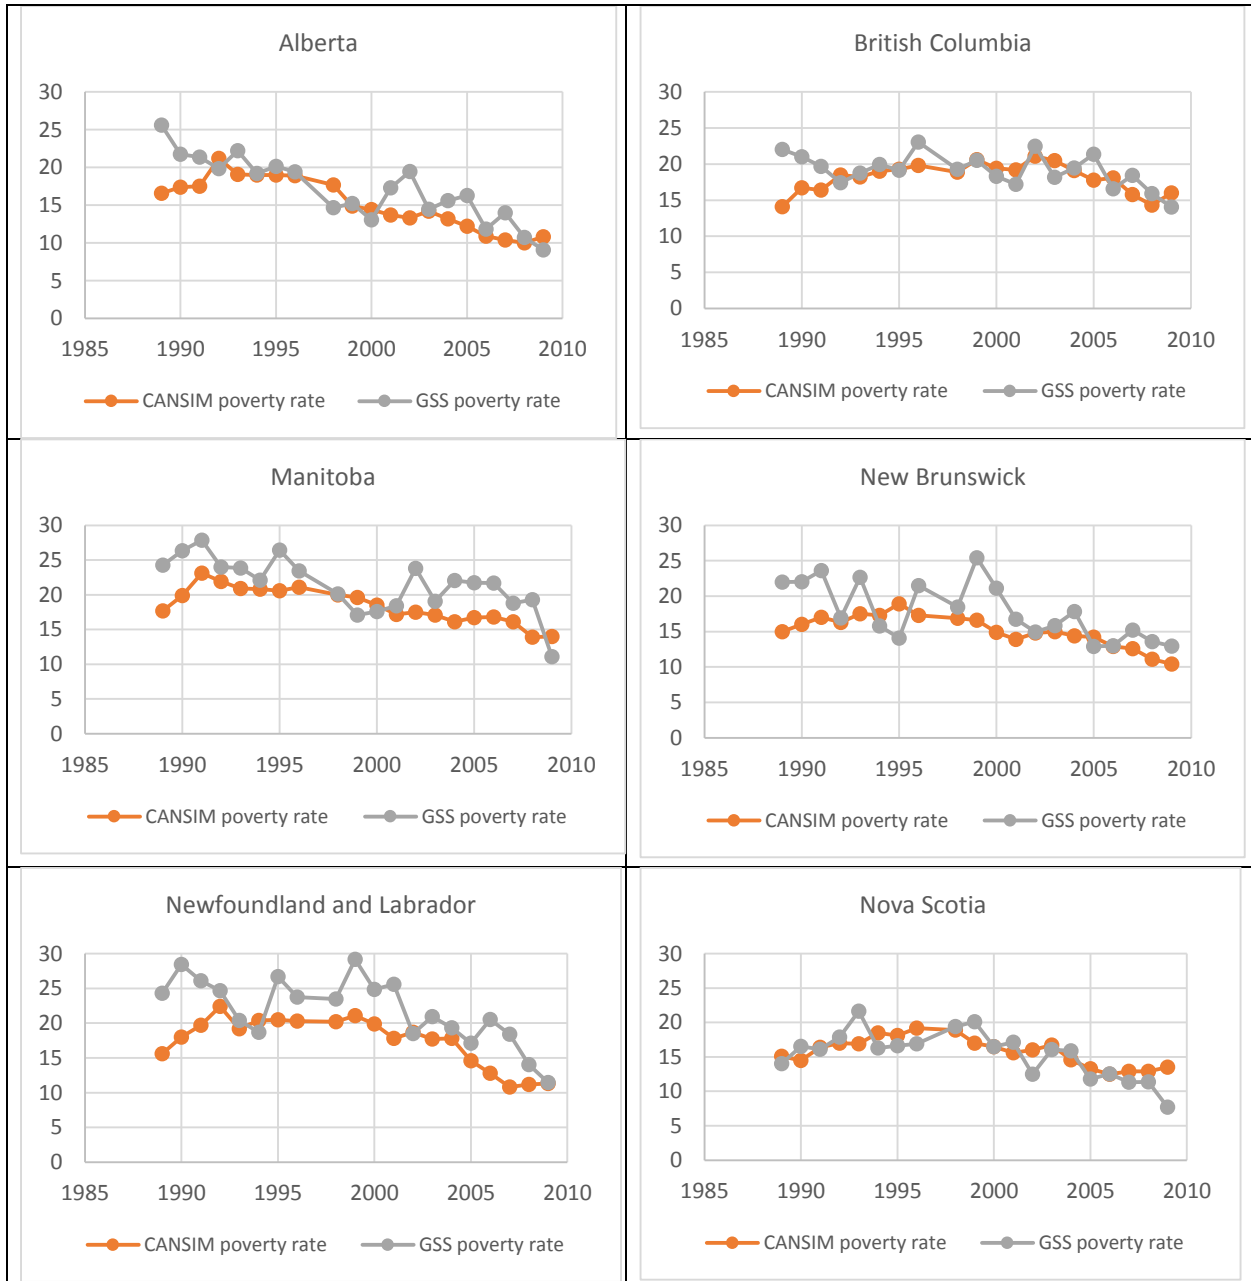 Alberta
30
25
20
15
10
5
0
1985 1990 1995 2000 2005 2010
CANSIM poverty rate GSS poverty rate
British Columbia
30
25
20
15
10
5
0
1985 1990 1995 2000 2005 2010
CANSIM poverty rate GSS poverty rate
Manitoba
30
25
20
15
10
5
0
1985 1990 1995 2000 2005 2010
CANSIM poverty rate GSS poverty rate
New Brunswick
30
25
20
15
10
5
0
1985 1990 1995 2000 2005 2010
CANSIM poverty rate GSS poverty rate
Newfoundland and Labrador
30
25
20
15
10
5
0
1985 1990 1995 2000 2005 2010
CANSIM poverty rate GSS poverty rate
Nova Scotia
30
25
20
15
10
5
0
1985 1990 1995 2000 2005 2010
CANSIM poverty rate GSS poverty rate